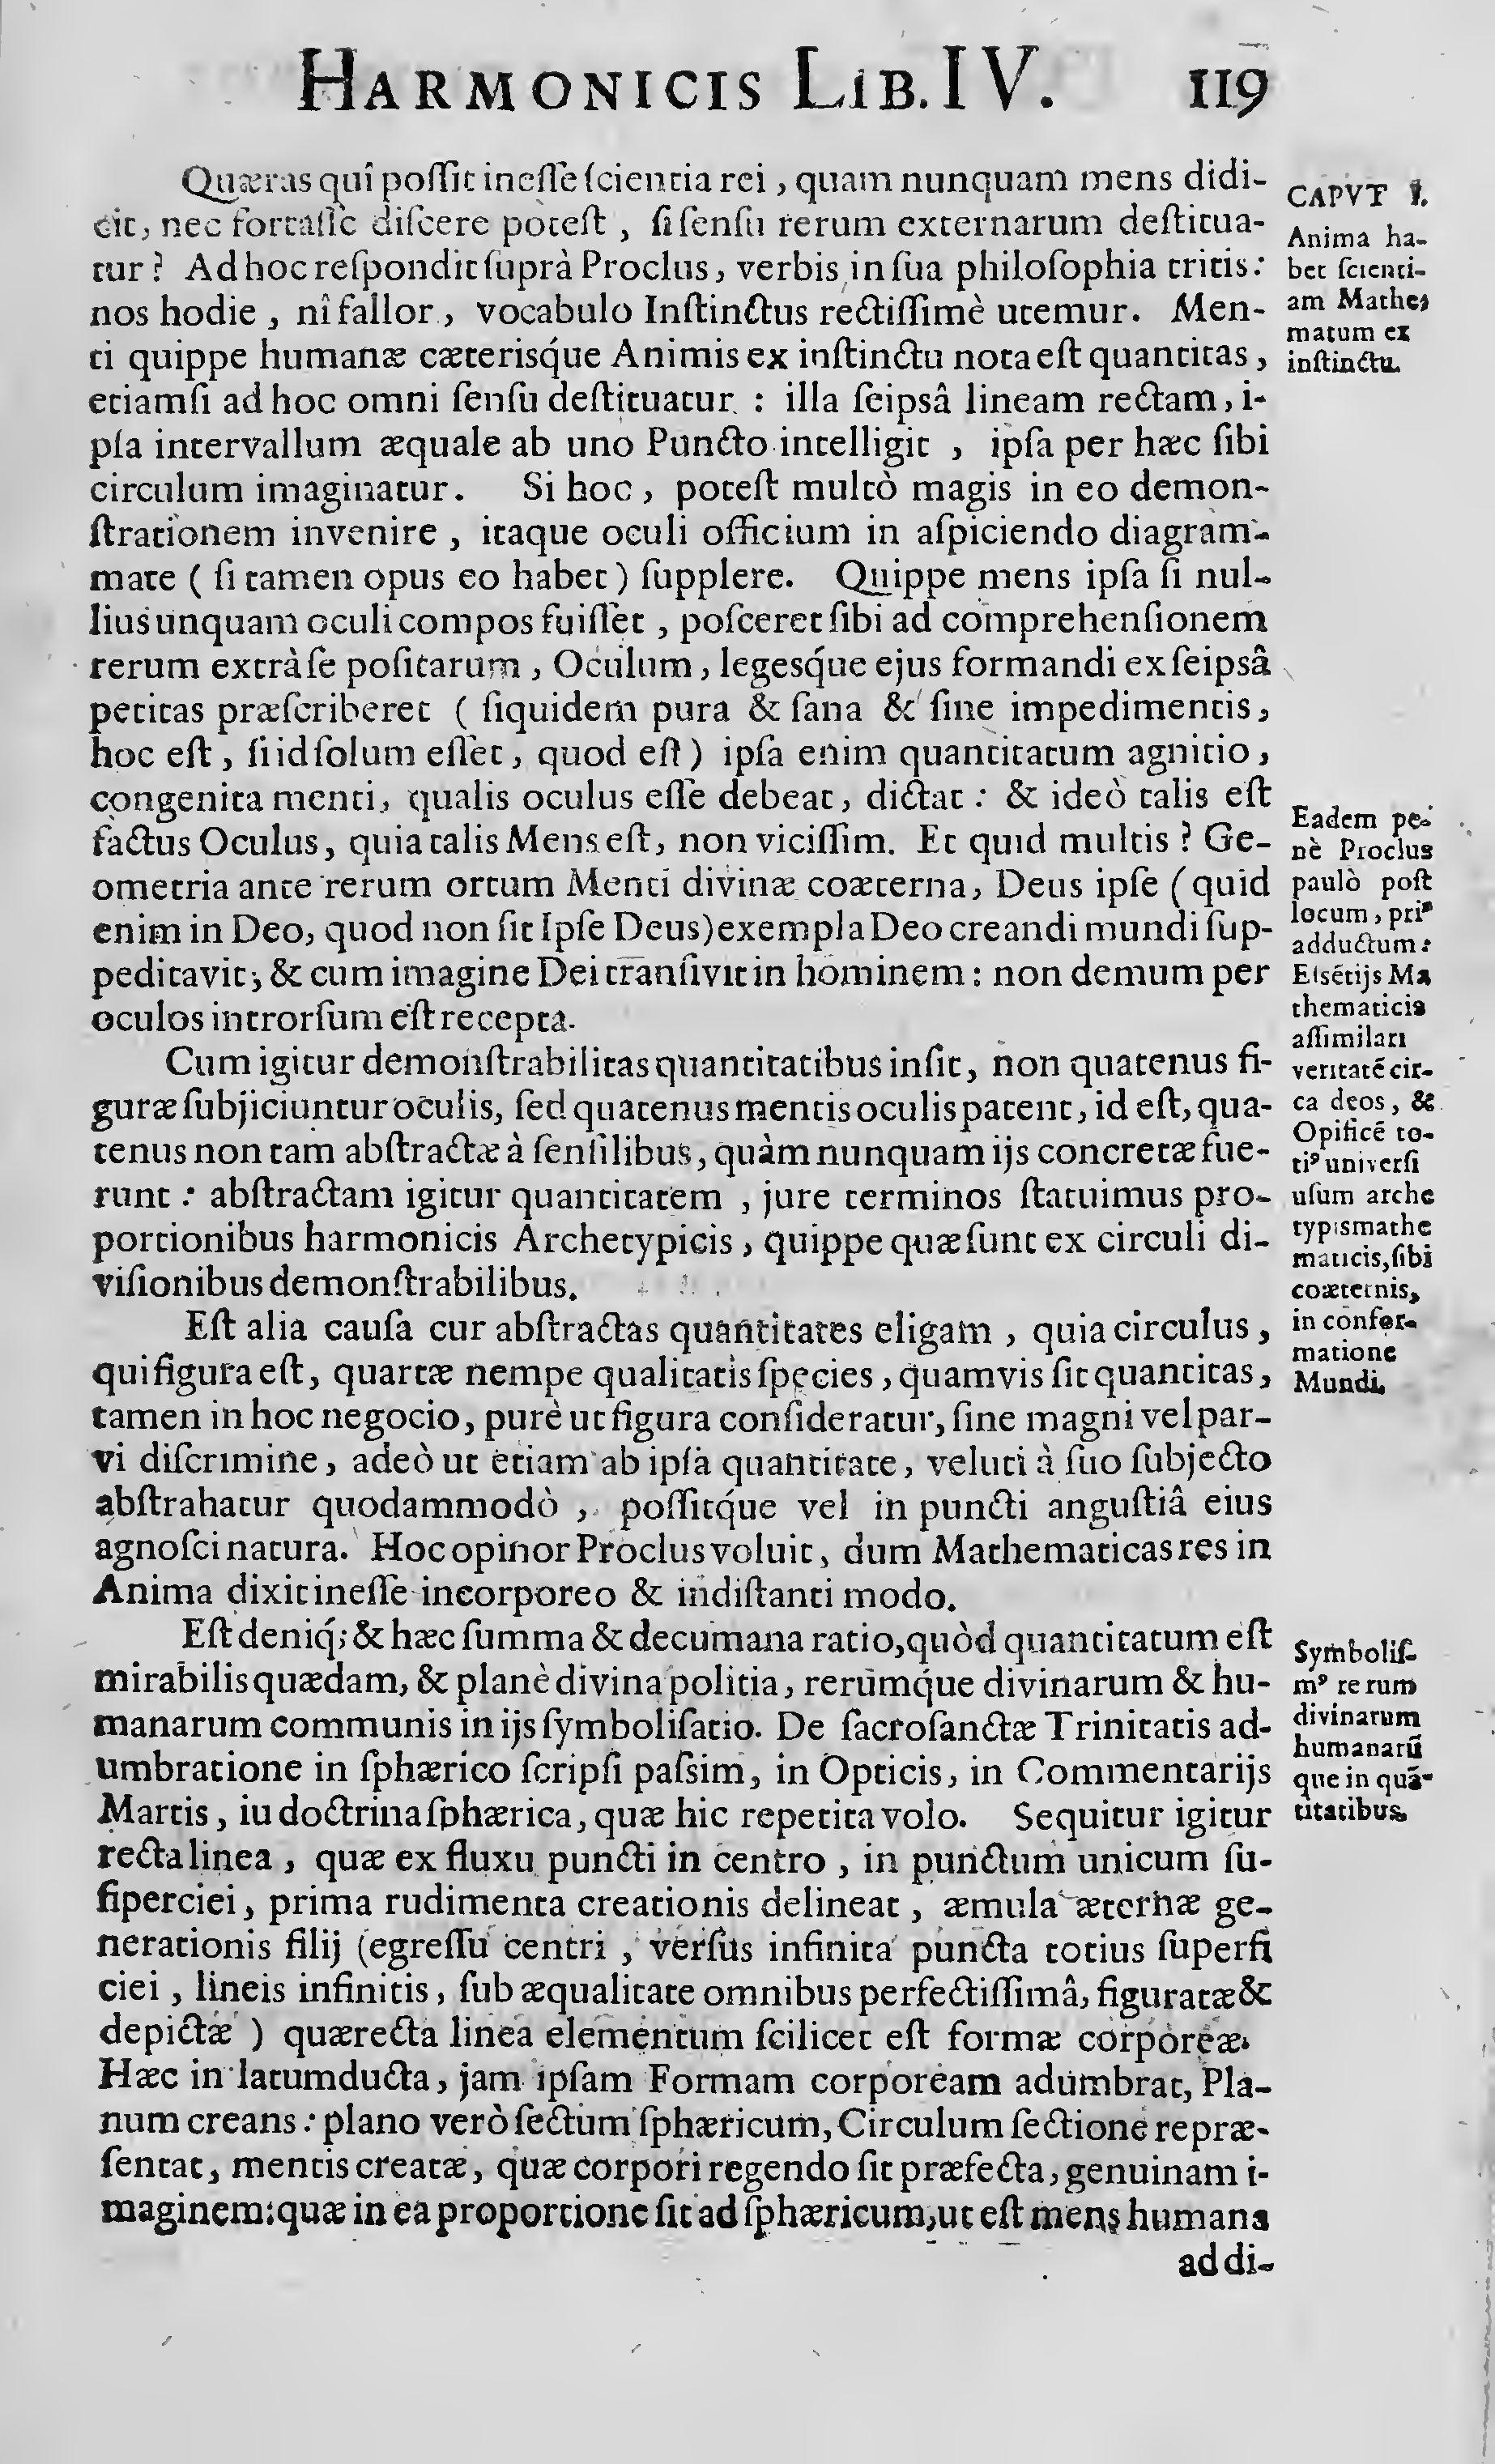 HARMONICIS LIB. IV. 119
Quæras quî poſſit ineſſe ſcientia rei, quam nunquam mens didi-
cit, nec fortaſſe diſcere poteſt, ſi ſenſu rerum externarum deſtitua-
tur? Ad hoc reſpondit ſuprà Proclus, verbis in ſua philoſophia tritis:
nos hodie, nî fallor, vocabulo Inſtinctus rectiſſimè utemur. Men-
ti quippe humanæ cæterisq́ue Animis ex inſtinctu nota eſt quantitas,
etiamſi ad hoc omni ſenſu deſtituatur: illa ſeipsâ lineam rectam, i-
pſa intervallum æquale ab uno Puncto intelligit, ipſa per hæc ſibi
circulum imaginatur. Si hoc, poteſt multò magis in eo demon-
ſtrationem invenire, itaque oculi officium in aſpiciendo diagram-
mate (ſi tamen opus eo habet) ſupplere. Quippe mens ipſa ſi nul-
lius unquam oculi compos fuiſſet, poſceret ſibi ad comprehenſionem
rerum extrà ſe poſitarum, Oculum, legesq́ue ejus formandi ex ſeipsâ
petitas præſcriberet (ſiquidem pura & ſana & ſine impedimentis,
hoc eſt, ſi id ſolum eſſet, quod eſt) ipſa enim quantitatum agnitio,
congenita menti, qualis oculus eſſe debeat, dictat: & ideò talis eſt
factus Oculus, quia talis Mens eſt, non viciſſim. Et quid multis? Ge-
ometria ante rerum ortum Menti divinæ coæterna, Deus ipſe (quid
enim in Deo, quod non ſit Ipſe Deus) exempla Deo creandi mundi ſup-
peditavit, & cum imagine Dei tranſivit in hominem: non demum per
oculos introrſum eſt recepta.
Cum igitur demonſtrabilitas quantitatibus inſit, non quatenus fi-
guræ ſubjiciuntur oculis, ſed quatenus mentis oculis patent, id eſt, qua-
tenus non tam abſtractæ à ſenſilibus, quàm nunquam ijs concretæ fue-
runt: abſtractam igitur quantitatem, jure terminos ſtatuimus pro-
portionibus harmonicis Archetypicis, quippe quæ ſunt ex circuli di-
viſionibus demonſtrabilibus.
Eſt alia cauſa cur abſtractas quantitates eligam, quia circulus,
qui figura eſt, quartæ nempe qualitatis ſpecies, quamvis ſit quantitas,
tamen in hoc negocio, purè ut figura conſideratur, ſine magni vel par-
vi diſcrimine, adeò ut etiam ab ipſa quantitate, veluti à ſuo ſubjecto
abſtrahatur quodammodò, poſſitq́ue vel in puncti anguſtiâ eius
agnoſci natura. Hoc opinor Proclus voluit, dum Mathematicas res in
Anima dixit ineſſe incorporeo & indiſtanti modo.
Eſt deniq́; & hæc ſumma & decumana ratio, quòd quantitatum eſt
mirabilis quædam, & planè divina politia, rerumq́ue divinarum & hu-
manarum communis in ijs ſymboliſatio. De ſacroſanctæ Trinitatis ad-
umbratione in ſphærico ſcripſi paſsim, in Opticis, in Commentarijs
Martis, iu doctrina ſphærica, quæ hic repetita volo. Sequitur igitur
recta linea, quæ ex fluxu puncti in centro, in punctum unicum ſu-
fiperciei, prima rudimenta creationis delineat, æmula æternæ ge-
nerationis filij (egreſſu centri, verſus infinita puncta totius ſuperfi
ciei, lineis infinitis, ſub æqualitate omnibus perfectiſſimâ, figuratæ &
depictæ) quæ recta linea elementum ſcilicet eſt formæ corporeæ.
Hæc in latum ducta, jam ipſam Formam corpoream adumbrat, Pla-
num creans: plano verò ſectum ſphæricum, Circulum ſectione repræ-
ſentat, mentis creatæ, quæ corpori regendo ſit præfecta, genuinam i-
maginem: quæ in ea proportione ſit ad ſphæricum, ut eſt mens humana
ad di-
CAPVT I.
Anima ha-
bet ſcienti-
am Mathe-
matum ex
inſtinctu.
Eadem pe-
nè Proclus
paulò poſt
locum, priꝰ
adductum:
Eiſētijs Ma
thematicis
aſſimilari
veritatē cir-
ca deos, &
Opificē to-
tiꝰ univerſi
uſum arche
typis mathe
maticis, ſibi
coæternis,
in confor-
matione
Mundi.
Symboliſ-
mꝰ rerum
divinarum
humanarū
que in quā-
titatibus.